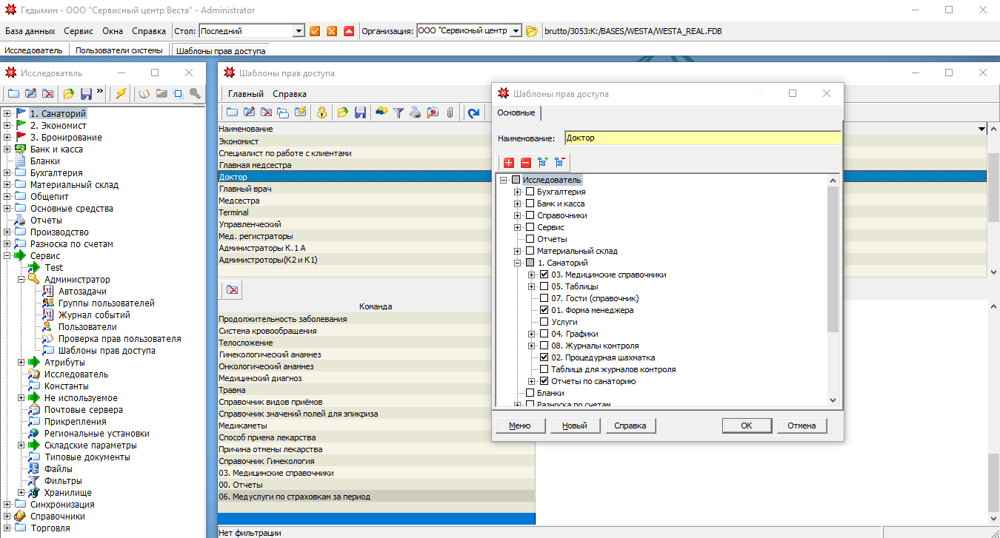 Гедымин - ООО "Сервисный центр Веста" - Administrator
База данных Сервис Окна Справка Стол: Последний Организация: ООО "Сервисный центр brutto/3053:K:/BASES/WESTA/WESTA_REAL.FDB
Исследователь Пользователи системы Шаблоны прав доступа
Исследователь
1. Санаторий
2. Экономист
3. Бронирование
Банк и касса
Бланки
Бухгалтерия
Материальный склад
Общепит
Основные средства
Отчеты
Производство
Разноска по счетам
Сервис
Test
Администратор
Автозадачи
Группы пользователей
Журнал событий
Пользователи
Проверка прав пользователя
Шаблоны прав доступа
Атрибуты
Исследователь
Константы
Не используемое
Почтовые сервера
Прикрепления
Региональные установки
Складские параметры
Типовые документы
Файлы
Фильтры
Хранилище
Синхронизация
Справочники
Торговля
Шаблоны прав доступа
Главный Справка
Наименование
Экономист
Специалист по работе с клиентами
Главная медсестра
Доктор
Главный врач
Медсестра
Terminal
Управленческий
Мед. регистраторы
Администраторы К.1 А
Админстроторы(К2 и К1)
Команда
Продолжительность заболевания
Система кровообращения
Телосложение
Гинекологический анамнез
Онкологический анамнез
Медицинский диагноз
Травма
Справочник видов приёмов
Справочник значений полей для эпикриза
Медикаметы
Способ приема лекарства
Причина отмены лекарства
Справочник Гинекология
03. Медицинские справочники
00. Отчеты
06. Медуслуги по страховкам за период
Нет фильтрации
Шаблоны прав доступа
Основные
Наименование: Доктор
Исследователь
Бухгалтерия
Банк и касса
Справочники
Сервис
Отчеты
Материальный склад
1. Санаторий
03. Медицинские справочники
05. Таблицы
07. Гости (справочник)
01. Форма менеджера
Услуги
04. Графики
08. Журналы контроля
02. Процедурная шахматка
Таблица для журналов контроля
Отчеты по санаторию
Бланки
Разноска по счетам
Меню Новый Справка ОК Отмена